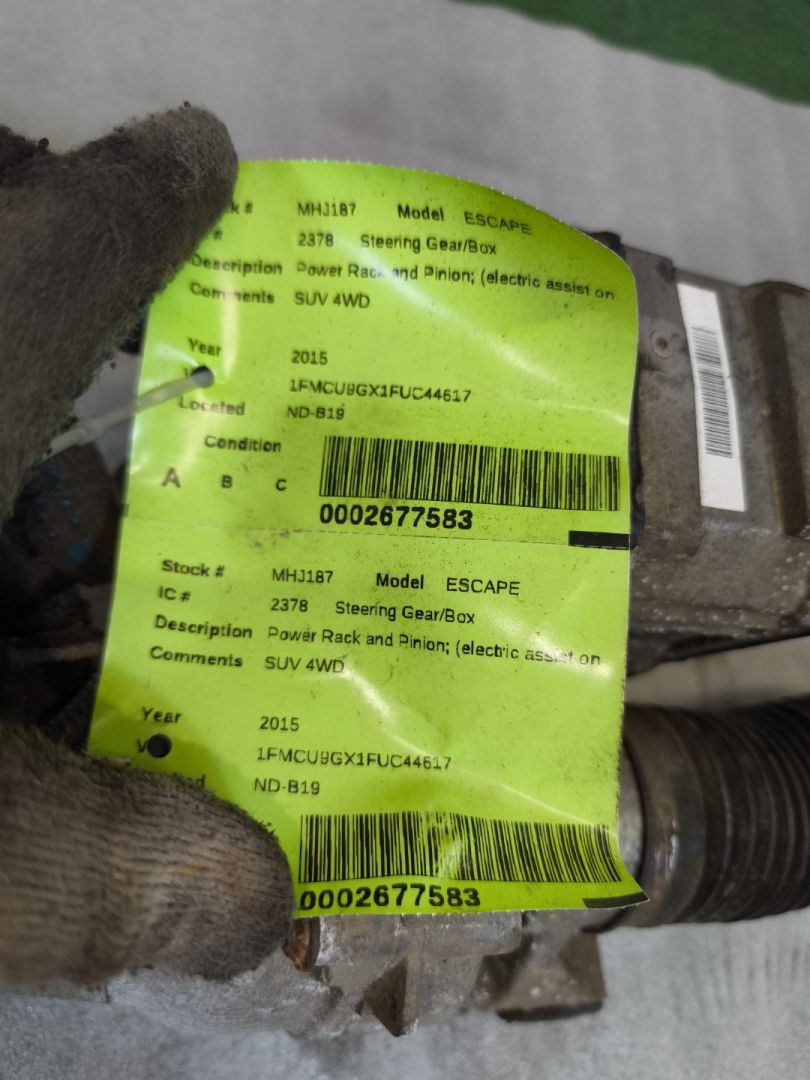 k # MHJ187 Model ESCAPE
# 2378 Steering Gear/Box
Description Power Rack and Pinion; (electric assist on
Comments SUV 4WD
Year 2015
V 1FMCU9GX1FUC44617
Located ND-B19
Condition
A B C
0002677583
Stock # MHJ187 Model ESCAPE
IC # 2378 Steering Gear/Box
Description Power Rack and Pinion; (electric assist on
Comments SUV 4WD
Year 2015
V 1FMCU9GX1FUC44617
ed ND-B19
0002677583